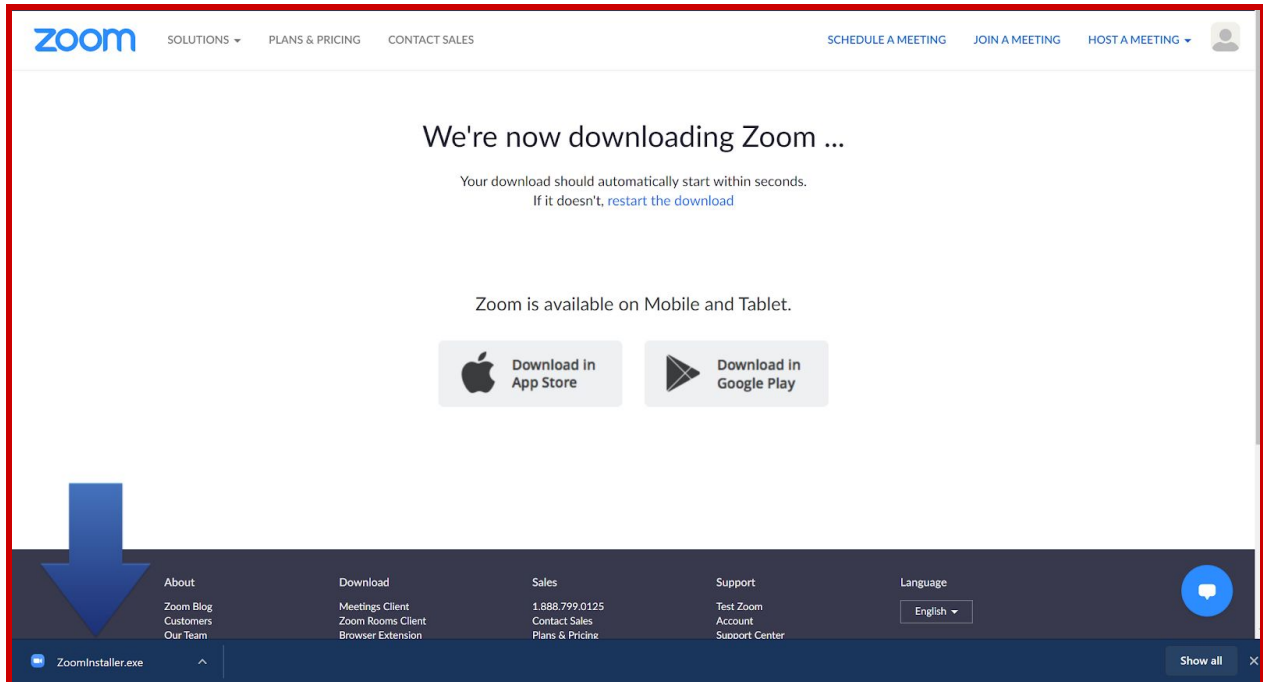 zoom SOLUTIONS PLANS & PRICING CONTACT SALES SCHEDULE A MEETING JOIN A MEETING HOST A MEETING
We're now downloading Zoom ...
Your download should automatically start within seconds.
If it doesn't, restart the download
Zoom is available on Mobile and Tablet.
Download in
App Store
Download in
Google Play
About
Zoom Blog
Customers
Our Team
Download
Meetings Client
Zoom Rooms Client
Browser Extension
Sales
1.888.799.0125
Contact Sales
Plans & Pricing
Support
Test Zoom
Account
Support Center
Language
English
ZoomInstaller.exe
Show all